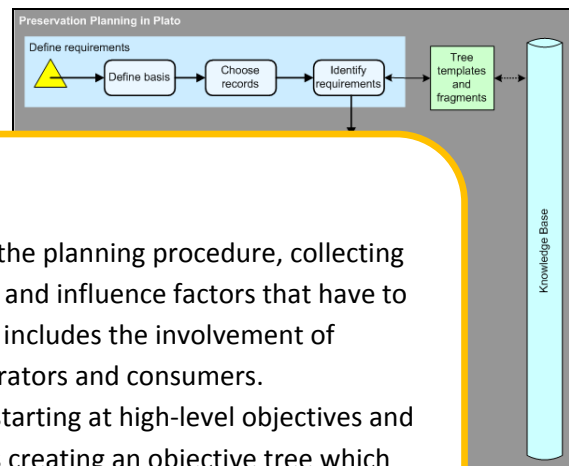 Preservation Planning in Plato
Define requirements
Define basis
Choose
records
Identify
requirements
Tree
templates
and
fragments
Knowledge Base
the planning procedure, collecting
and influence factors that have to
includes the involvement of
rators and consumers.
starting at high-level objectives and
creating an objective tree which